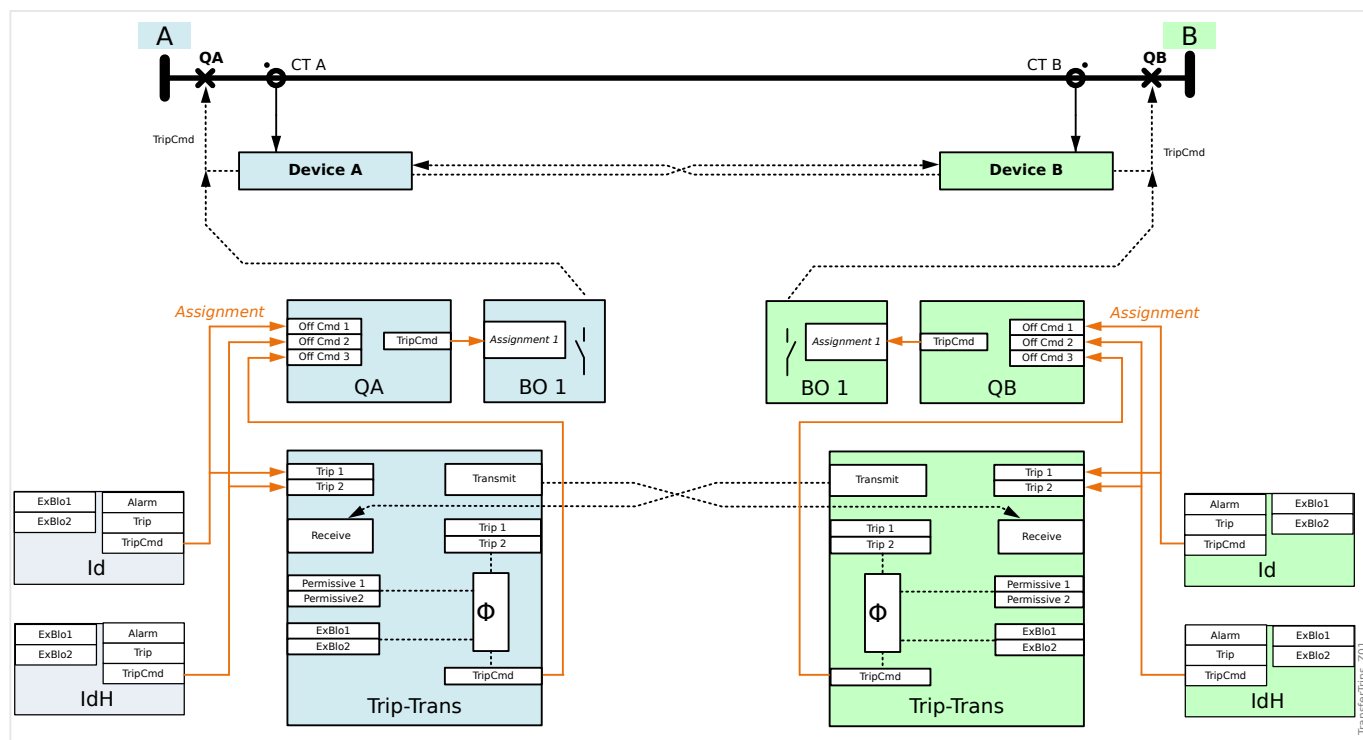 A
B
QA
CT A
CT B
QB
TripCmd
TripCmd
Device A
Device B
Assignment
Assignment
Off Cmd 1
Off Cmd 2
Off Cmd 3
TripCmd
QA
Assignment 1
BO 1
Assignment 1
BO 1
TripCmd
Off Cmd 1
Off Cmd 2
Off Cmd 3
QB
ExBlo1
ExBlo2
Alarm
Trip
TripCmd
Id
ExBlo1
ExBlo2
Alarm
Trip
TripCmd
IdH
Trip 1
Trip 2
Transmit
Receive
Trip 1
Trip 2
Permissive 1
Permissive2
Φ
ExBlo1
ExBlo2
TripCmd
Trip-Trans
Transmit
Trip 1
Trip 2
Trip 1
Trip 2
Receive
Permissive 1
Permissive 2
Φ
ExBlo1
ExBlo2
TripCmd
Trip-Trans
Alarm
Trip
TripCmd
ExBlo1
ExBlo2
Id
Alarm
Trip
TripCmd
ExBlo1
ExBlo2
IdH
TransferTrips_Z01